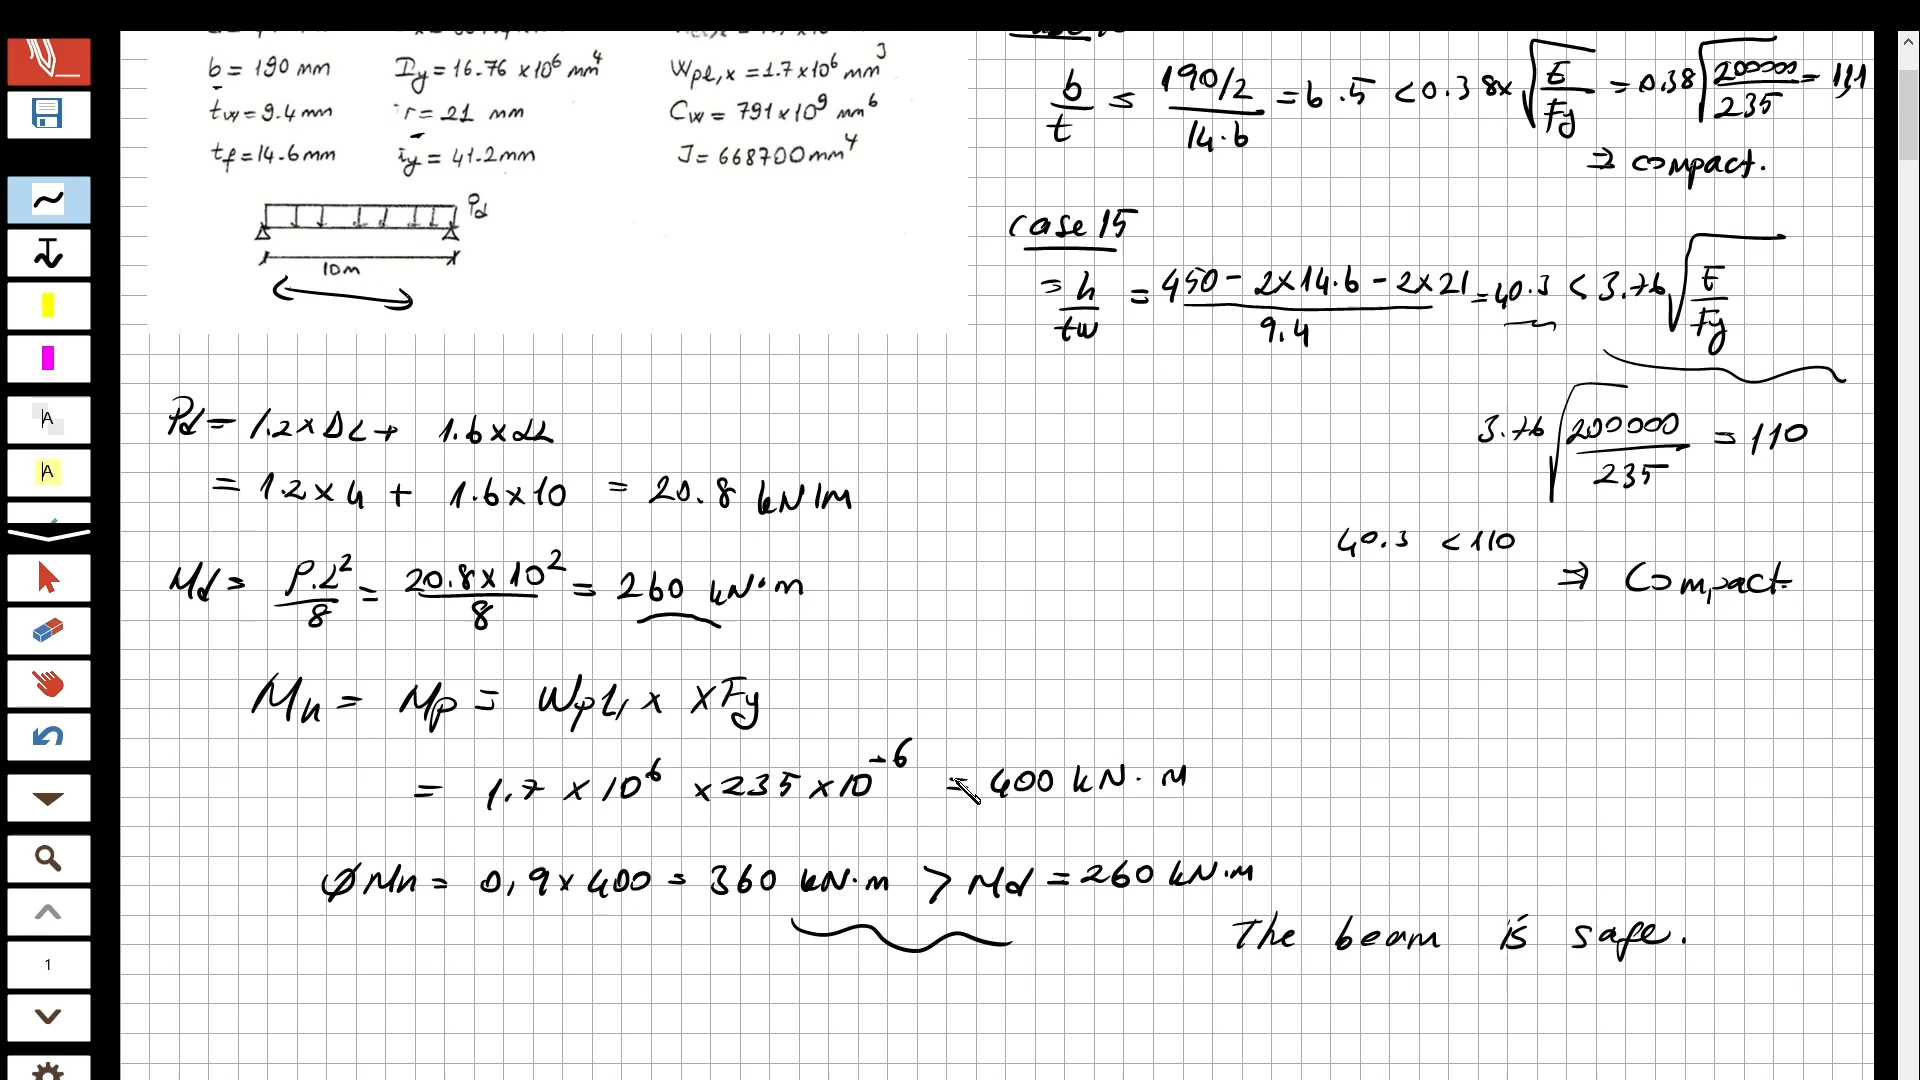 b = 190 mm Iy = 16.76 x10^6 mm^4 Wpl,x = 1.7x10^6 mm^3
tw = 9.4 mm r = 21 mm Cw = 791x10^9 mm^6
tf = 14.6 mm iy = 41.2 mm J = 668700 mm^4
Pd
10m
b/t = (190/2)/14.6 = 6.5 < 0.38x √(E/Fy) = 0.38 √(200000/235) = 11,1
⇒ compact.
case 15
= h/tw = (450 - 2x14.6 - 2x21)/9.4 = 40.3 < 3.76 √(E/Fy)
3.76 √(200000/235) = 110
40.3 < 110
⇒ Compact.
Pd = 1.2 x DL + 1.6 x LL
= 1.2 x 4 + 1.6 x 10 = 20.8 kN/m
Md = P.L^2/8 = 20.8 x 10^2/8 = 260 kN.m
Mn = Mp = Wpl,x x Fy
= 1.7 x 10^6 x 235 x 10^-6 = 400 kN.m
ØMn = 0,9 x 400 = 360 kN.m > Md = 260 kN.m
The beam is safe.
A
A
1